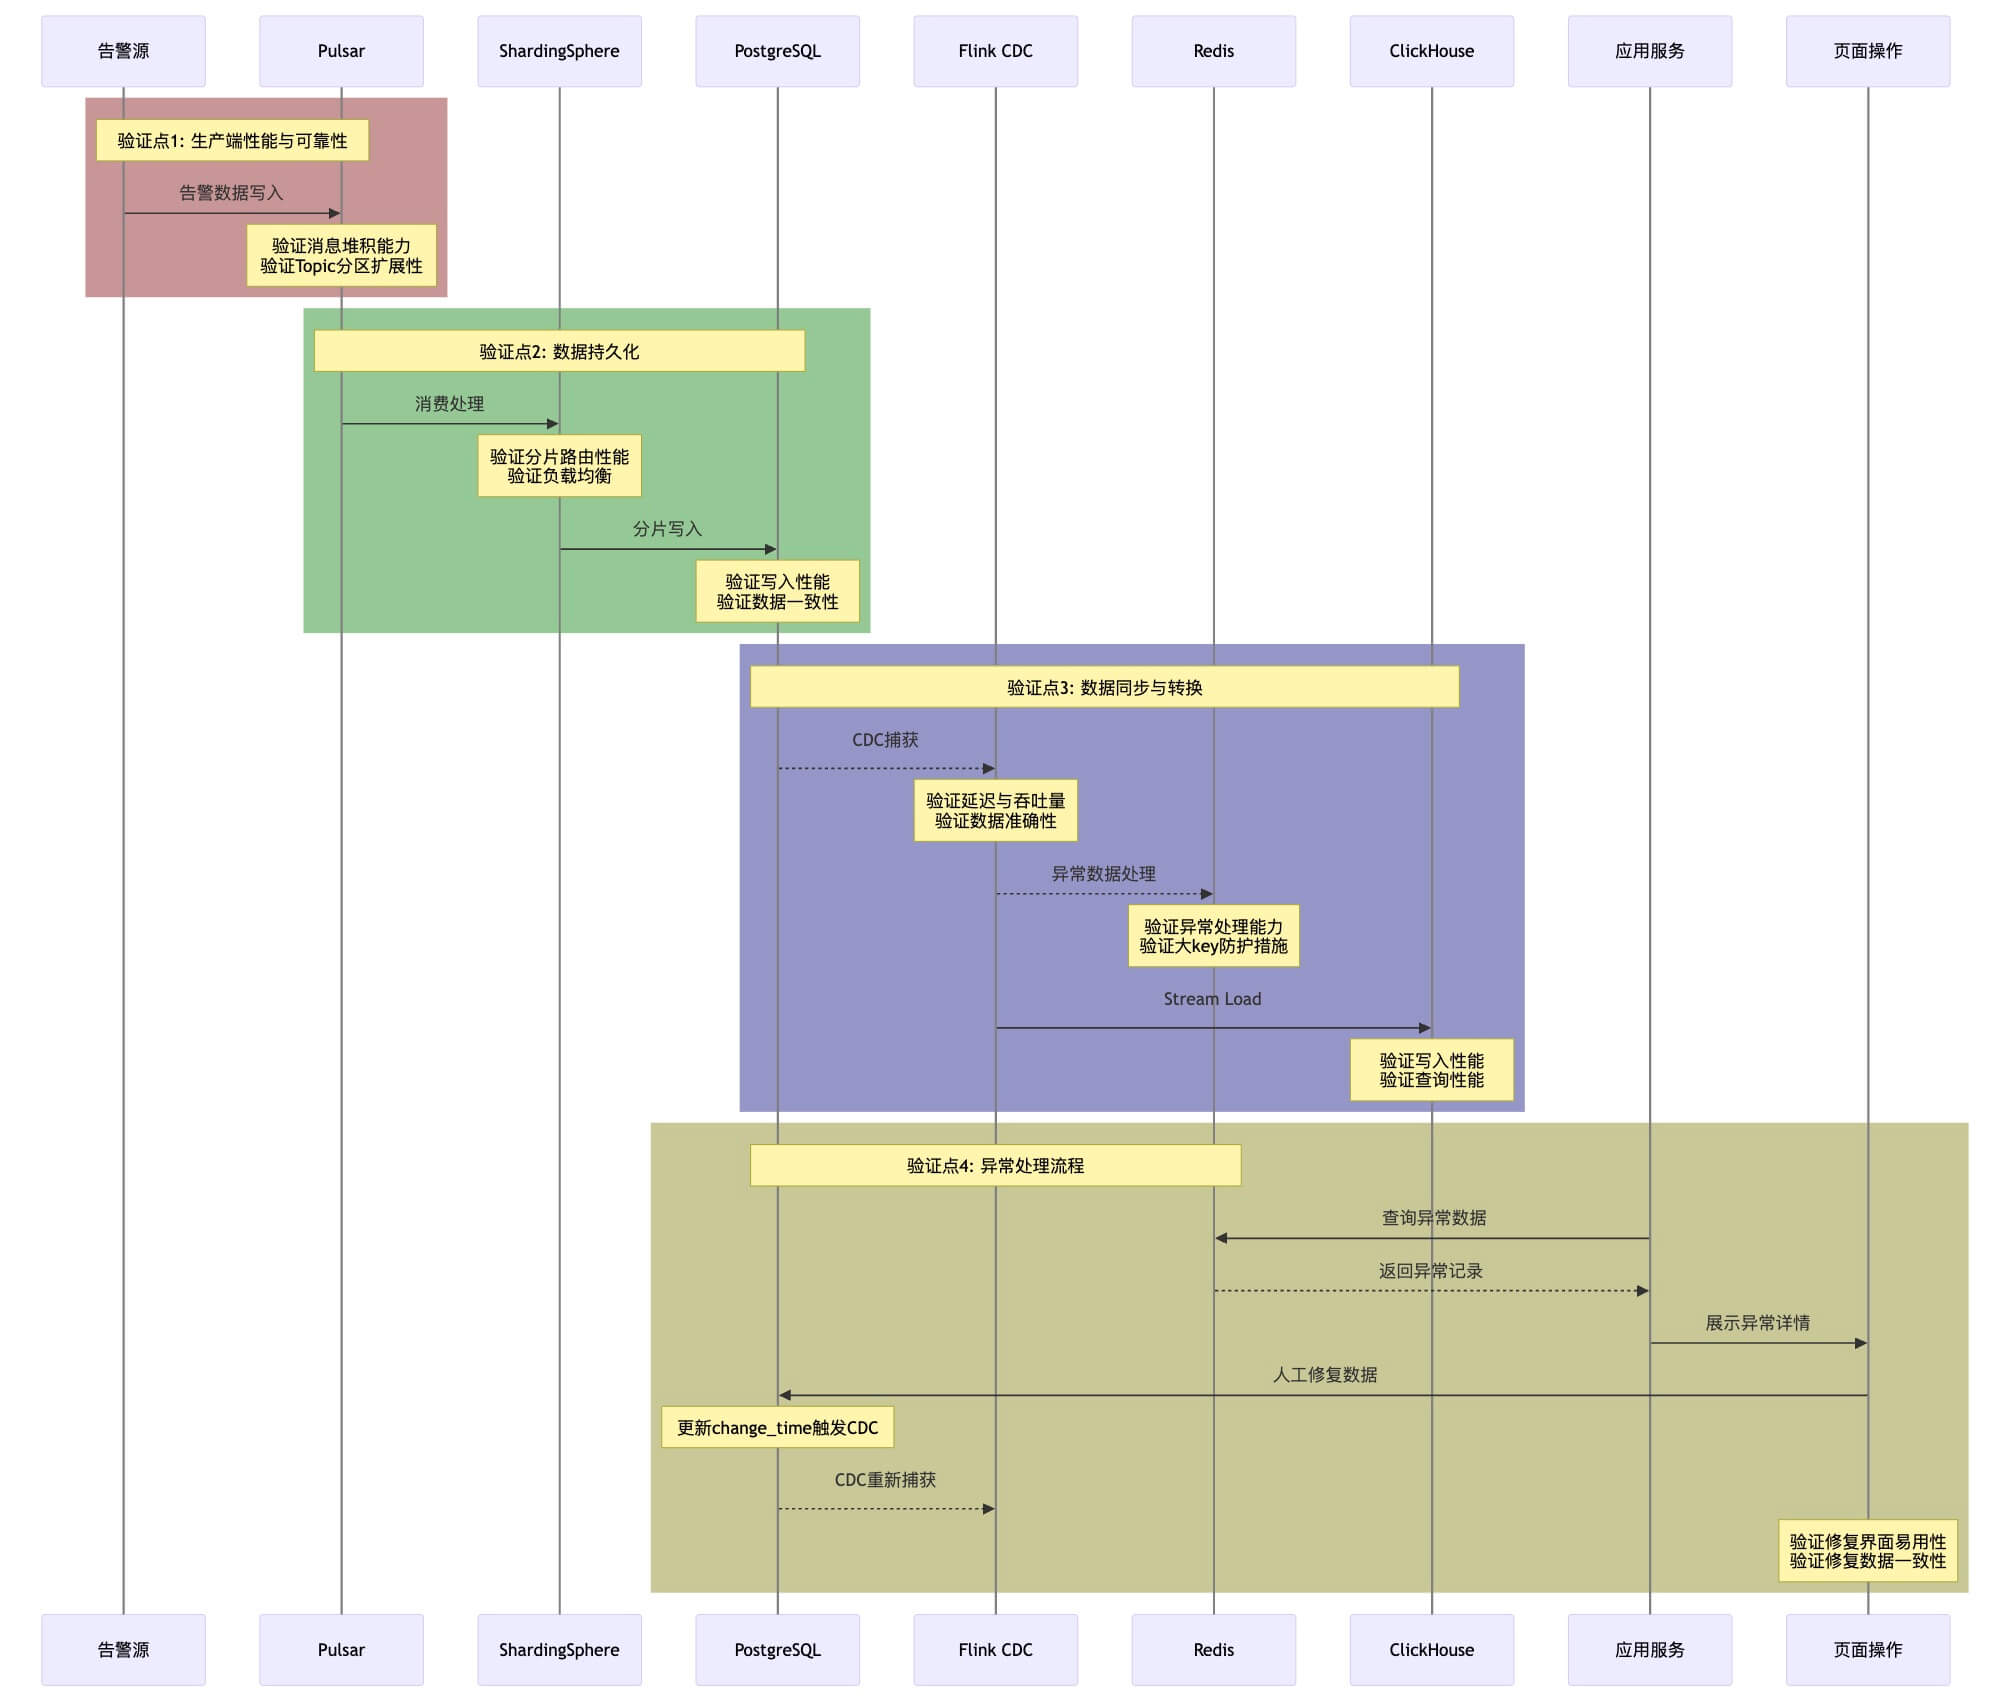 告警源
Pulsar
ShardingSphere
PostgreSQL
Flink CDC
Redis
ClickHouse
应用服务
页面操作
验证点1: 生产端性能与可靠性
告警数据写入
验证消息堆积能力
验证Topic分区扩展性
验证点2: 数据持久化
消费处理
验证分片路由性能
验证负载均衡
分片写入
验证写入性能
验证数据一致性
验证点3: 数据同步与转换
CDC捕获
验证延迟与吞吐量
验证数据准确性
异常数据处理
验证异常处理能力
验证大key防护措施
Stream Load
验证写入性能
验证查询性能
验证点4: 异常处理流程
查询异常数据
返回异常记录
展示异常详情
人工修复数据
更新change_time触发CDC
CDC重新捕获
验证修复界面易用性
验证修复数据一致性
告警源
Pulsar
ShardingSphere
PostgreSQL
Flink CDC
Redis
ClickHouse
应用服务
页面操作